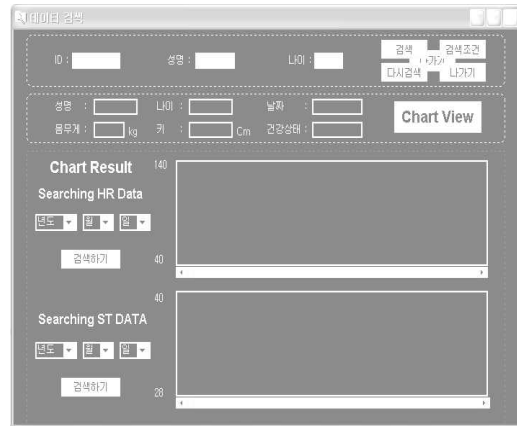 데이터 검색
ID : 성명 : 나이 : 검색 검색조건
다시검색 나가기
성명 : 나이 : 날짜 :
몸무게 : kg 키 : Cm 건강상태 :
Chart View
Chart Result
140
Searching HR Data
년도 월 일
검색하기
40
40
Searching ST DATA
년도 월 일
검색하기
28